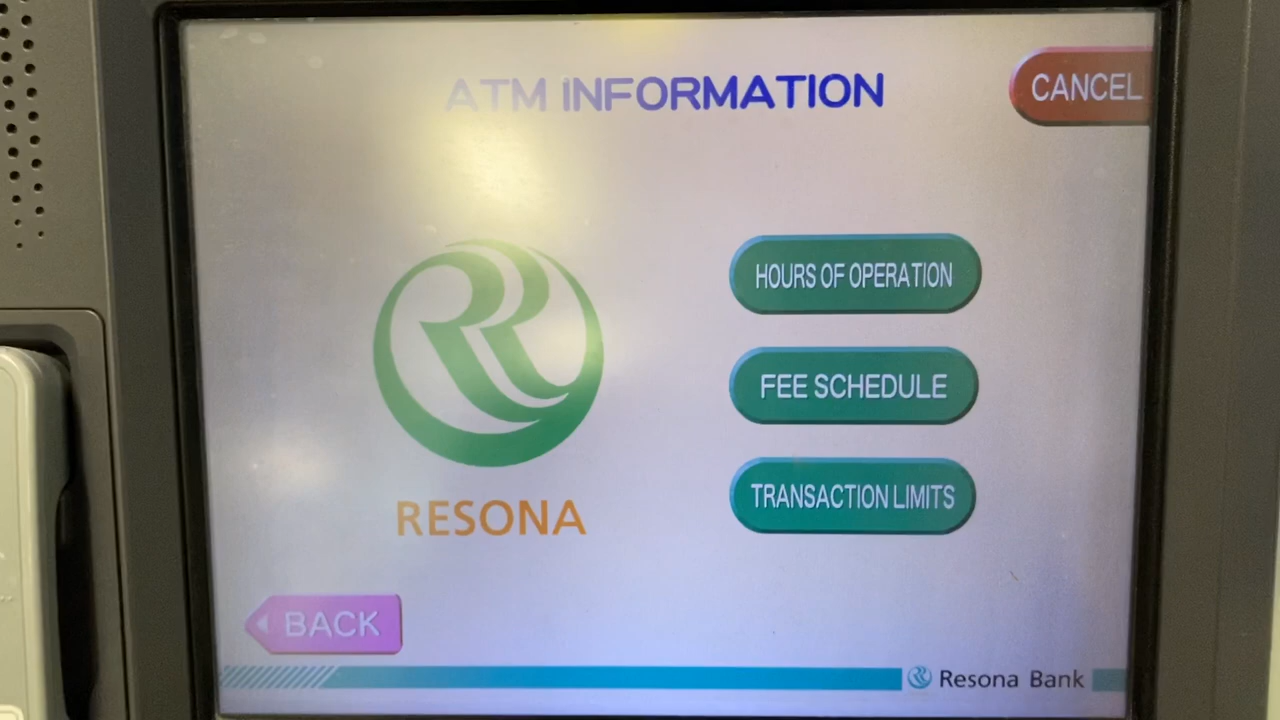 ATM INFORMATION
CANCEL
HOURS OF OPERATION
FEE SCHEDULE
TRANSACTION LIMITS
RESONA
BACK
Resona Bank